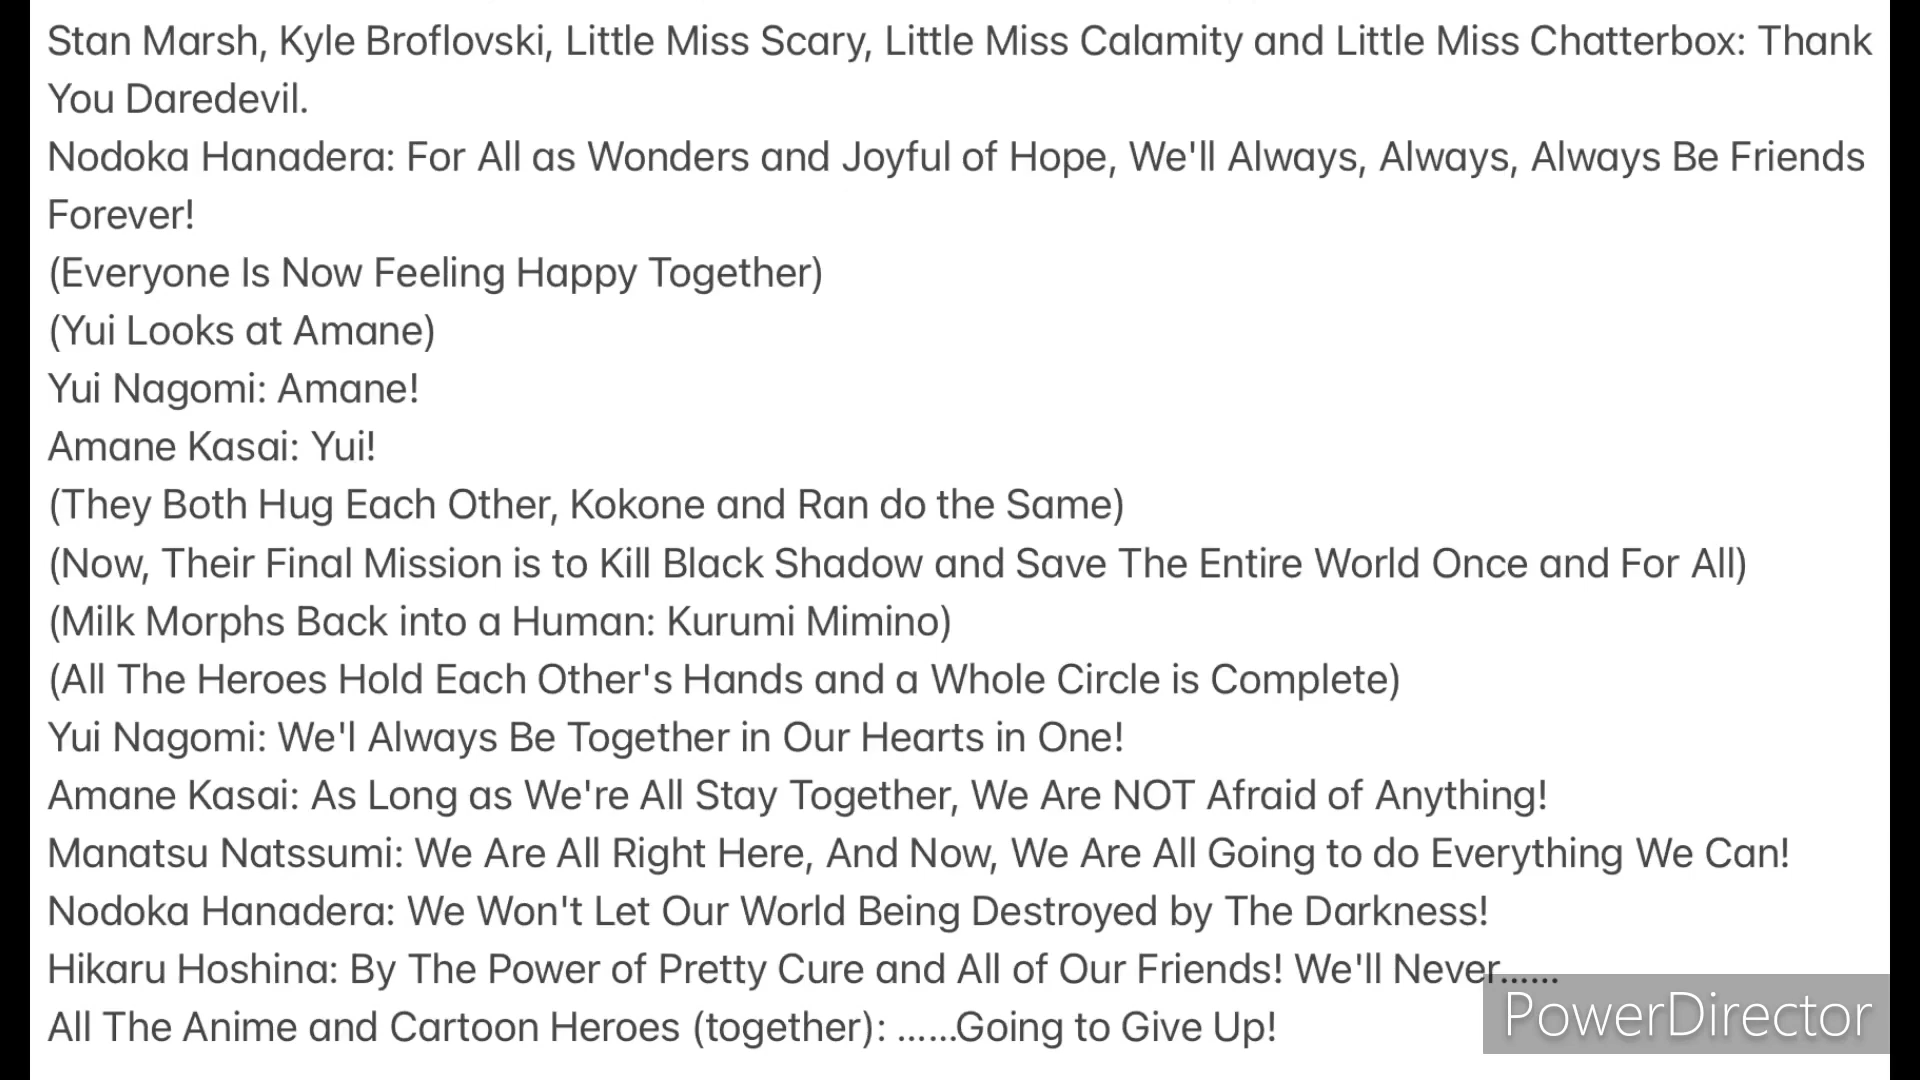 Stan Marsh, Kyle Broflovski, Little Miss Scary, Little Miss Calamity and Little Miss Chatterbox: Thank
You Daredevil.
Nodoka Hanadera: For All as Wonders and Joyful of Hope, We'll Always, Always, Always Be Friends
Forever!
(Everyone Is Now Feeling Happy Together)
(Yui Looks at Amane)
Yui Nagomi: Amane!
Amane Kasai: Yui!
(They Both Hug Each Other, Kokone and Ran do the Same)
(Now, Their Final Mission is to Kill Black Shadow and Save The Entire World Once and For All)
(Milk Morphs Back into a Human: Kurumi Mimino)
(All The Heroes Hold Each Other's Hands and a Whole Circle is Complete)
Yui Nagomi: We'l Always Be Together in Our Hearts in One!
Amane Kasai: As Long as We're All Stay Together, We Are NOT Afraid of Anything!
Manatsu Natssumi: We Are All Right Here, And Now, We Are All Going to do Everything We Can!
Nodoka Hanadera: We Won't Let Our World Being Destroyed by The Darkness!
Hikaru Hoshina: By The Power of Pretty Cure and All of Our Friends! We'll Never......
All The Anime and Cartoon Heroes (together): ......Going to Give Up!
PowerDirector